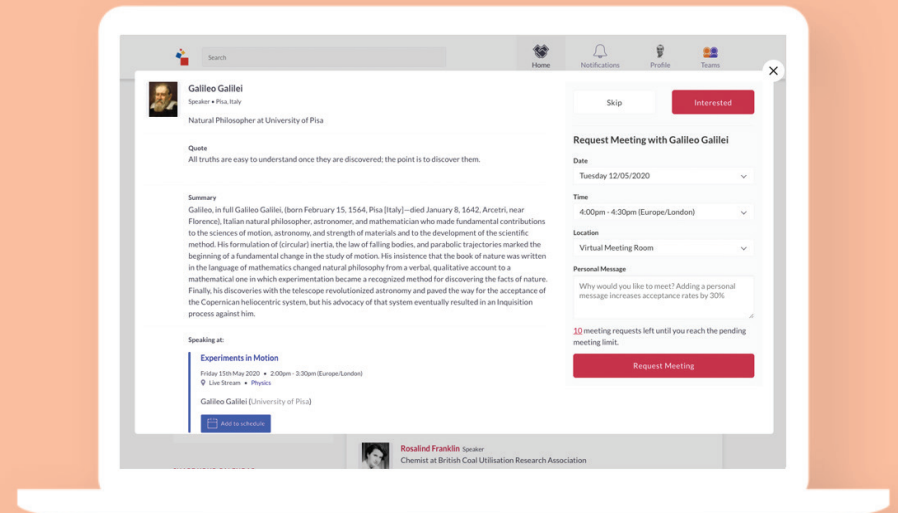 Search
Home
Notifications
Profile
Teams
Galileo Galilei
Speaker • Pisa, Italy
Natural Philosopher at University of Pisa
Quote
All truths are easy to understand once they are discovered; the point is to discover them.
Summary
Galileo, in full Galileo Galilei, (born February 15, 1564, Pisa [Italy]—died January 8, 1642, Arcetri, near
Florence), Italian natural philosopher, astronomer, and mathematician who made fundamental contributions
to the sciences of motion, astronomy, and strength of materials and to the development of the scientific
method. His formulation of (circular) inertia, the law of falling bodies, and parabolic trajectories marked the
beginning of a fundamental change in the study of motion. His insistence that the book of nature was written
in the language of mathematics changed natural philosophy from a verbal, qualitative account to a
mathematical one in which experimentation became a recognized method for discovering the facts of nature.
Finally, his discoveries with the telescope revolutionized astronomy and paved the way for the acceptance of
the Copernican heliocentric system, but his advocacy of that system eventually resulted in an Inquisition
process against him.
Speaking at:
Experiments in Motion
Friday 15th May 2020 • 2:00pm - 3:30pm (Europe/London)
Live Stream • Physics
Galileo Galilei (University of Pisa)
Add to schedule
Skip
Interested
Request Meeting with Galileo Galilei
Date
Tuesday 12/05/2020
Time
4:00pm - 4:30pm (Europe/London)
Location
Virtual Meeting Room
Personal Message
Why would you like to meet? Adding a personal
message increases acceptance rates by 30%
10 meeting requests left until you reach the pending
meeting limit.
Request Meeting
Rosalind Franklin Speaker
Chemist at British Coal Utilisation Research Association